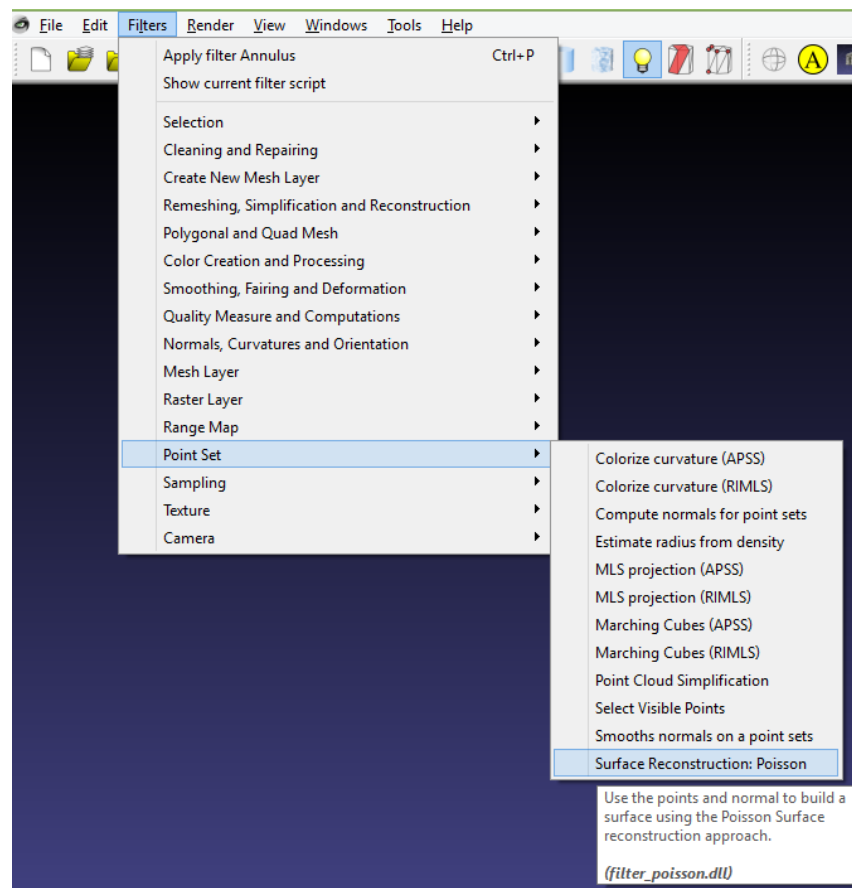 File Edit Filters Render View Windows Tools Help
A
Apply filter Annulus Ctrl+P
Show current filter script
Selection
Cleaning and Repairing
Create New Mesh Layer
Remeshing, Simplification and Reconstruction
Polygonal and Quad Mesh
Color Creation and Processing
Smoothing, Fairing and Deformation
Quality Measure and Computations
Normals, Curvatures and Orientation
Mesh Layer
Raster Layer
Range Map
Point Set
Sampling
Texture
Camera
Colorize curvature (APSS)
Colorize curvature (RIMLS)
Compute normals for point sets
Estimate radius from density
MLS projection (APSS)
MLS projection (RIMLS)
Marching Cubes (APSS)
Marching Cubes (RIMLS)
Point Cloud Simplification
Select Visible Points
Smooths normals on a point sets
Surface Reconstruction: Poisson
Use the points and normal to build a
surface using the Poisson Surface
reconstruction approach.
(filter_poisson.dll)